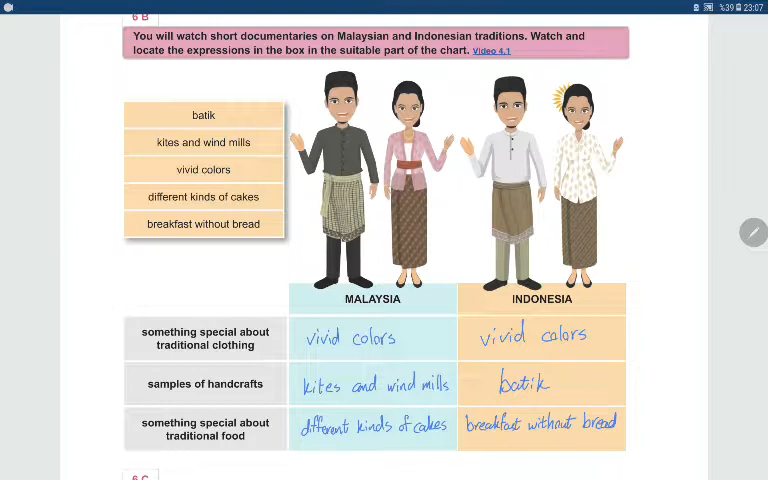 %39 23:07
6 B
You will watch short documentaries on Malaysian and Indonesian traditions. Watch and
locate the expressions in the box in the suitable part of the chart. Video 4.1
batik
kites and wind mills
vivid colors
different kinds of cakes
breakfast without bread
MALAYSIA INDONESIA
something special about
traditional clothing
vivid colors vivid colors
samples of handcrafts kites and wind mills batik
something special about
traditional food
different kinds of cakes breakfast without bread
6 C